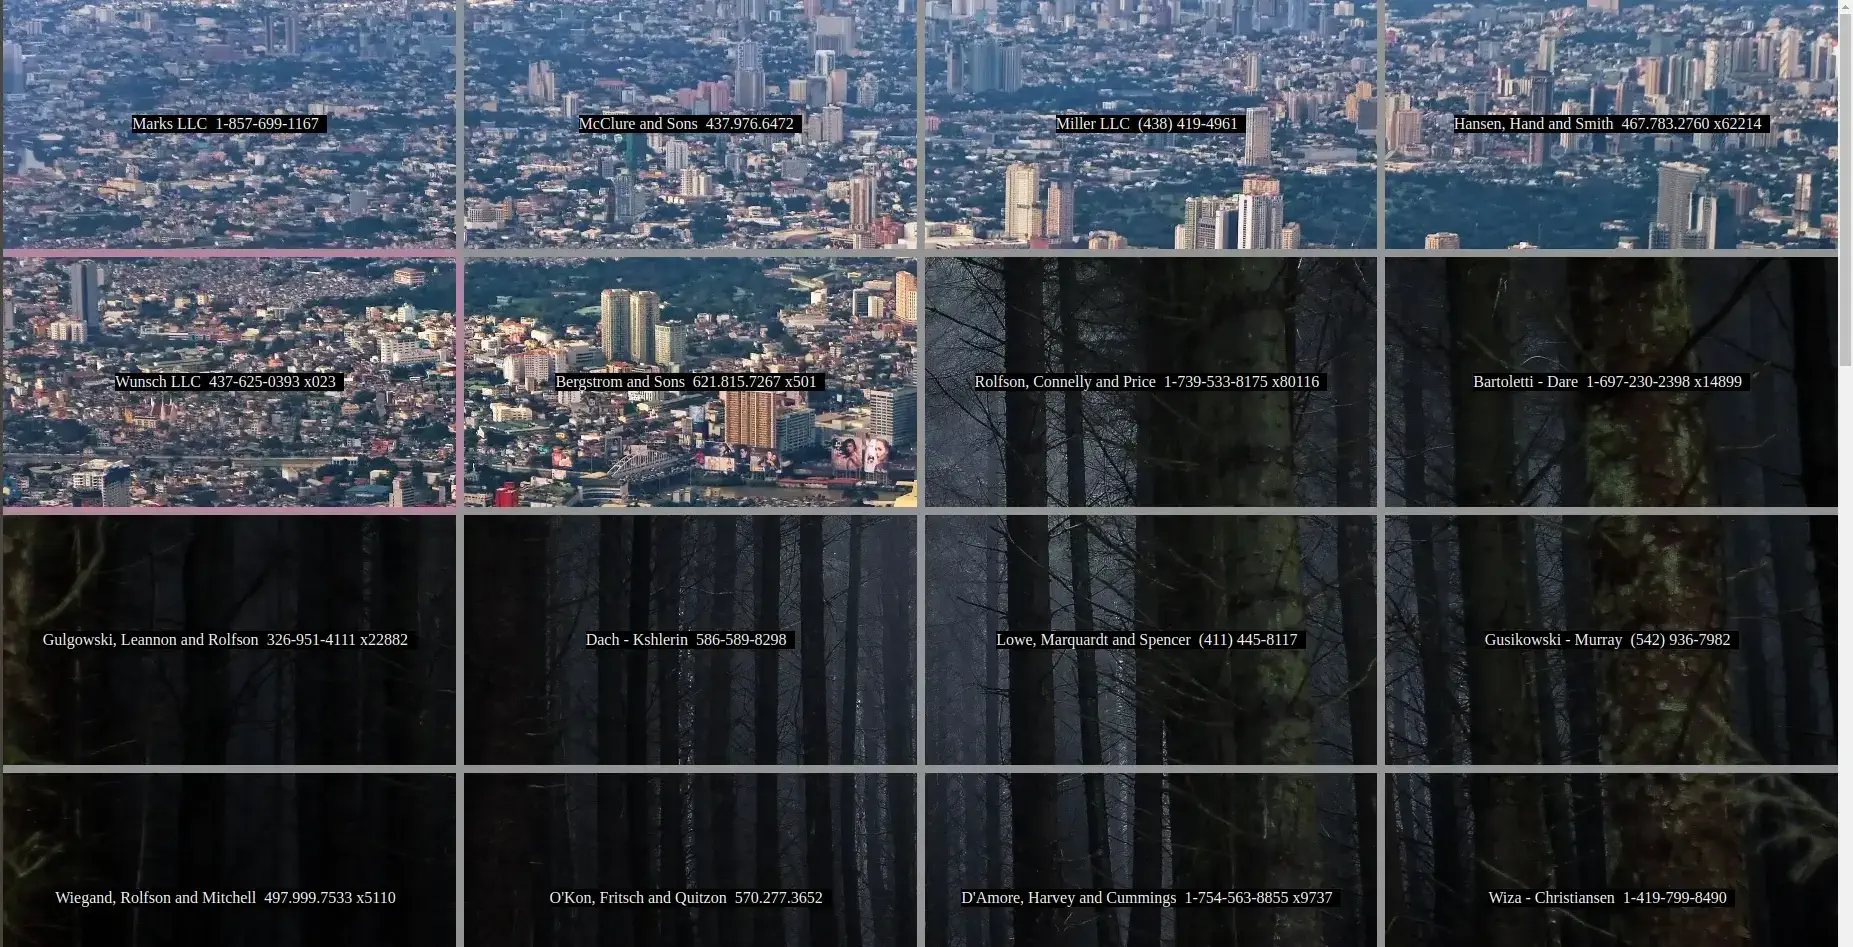 Marks LLC 1-857-699-1167
McClure and Sons 437.976.6472
Miller LLC (438) 419-4961
Hansen, Hand and Smith 467.783.2760 x62214
Wunsch LLC 437-625-0393 x023
Bergstrom and Sons 621.815.7267 x501
Rolfson, Connelly and Price 1-739-533-8175 x80116
Bartoletti - Dare 1-697-230-2398 x14899
Gulgowski, Leannon and Rolfson 326-951-4111 x22882
Dach - Kshlerin 586-589-8298
Lowe, Marquardt and Spencer (411) 445-8117
Gusikowski - Murray (542) 936-7982
Wiegand, Rolfson and Mitchell 497.999.7533 x5110
O'Kon, Fritsch and Quitzon 570.277.3652
D'Amore, Harvey and Cummings 1-754-563-8855 x9737
Wiza - Christiansen 1-419-799-8490